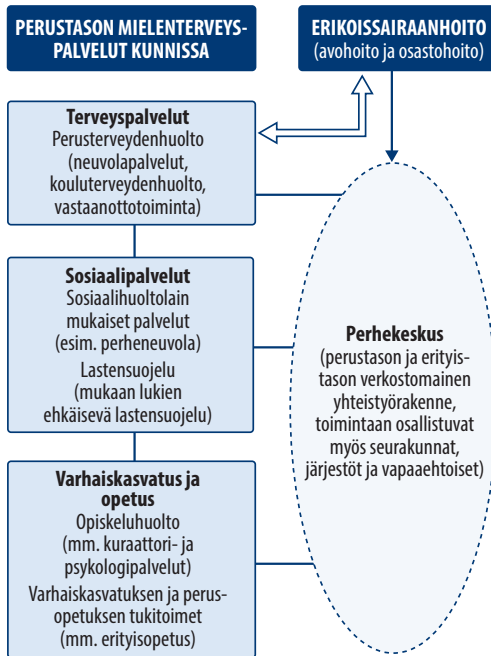 PERUSTASON MIELENTERVEYS-
PALVELUT KUNNISSA
ERIKOISSAIRAANHOITO
(avohoito ja osastohoito)
Terveyspalvelut
Perusterveydenhuolto
(neuvolapalvelut,
kouluterveydenhuolto,
vastaanottotoiminta)
Sosiaalipalvelut
Sosiaalihuoltolain
mukaiset palvelut
(esim. perheneuvola)
Lastensuojelu
(mukaan lukien
ehkäisevä lastensuojelu)
Varhaiskasvatus ja
opetus
Opiskeluhuolto
(mm. kuraattori- ja
psykologipalvelut)
Varhaiskasvatuksen ja perus-
opetuksen tukitoimet
(mm. erityisopetus)
Perhekeskus
(perustason ja erityis-
tason verkostomainen
yhteistyörakenne,
toimintaan osallistuvat
myös seurakunnat,
järjestöt ja vapaaehtoiset)